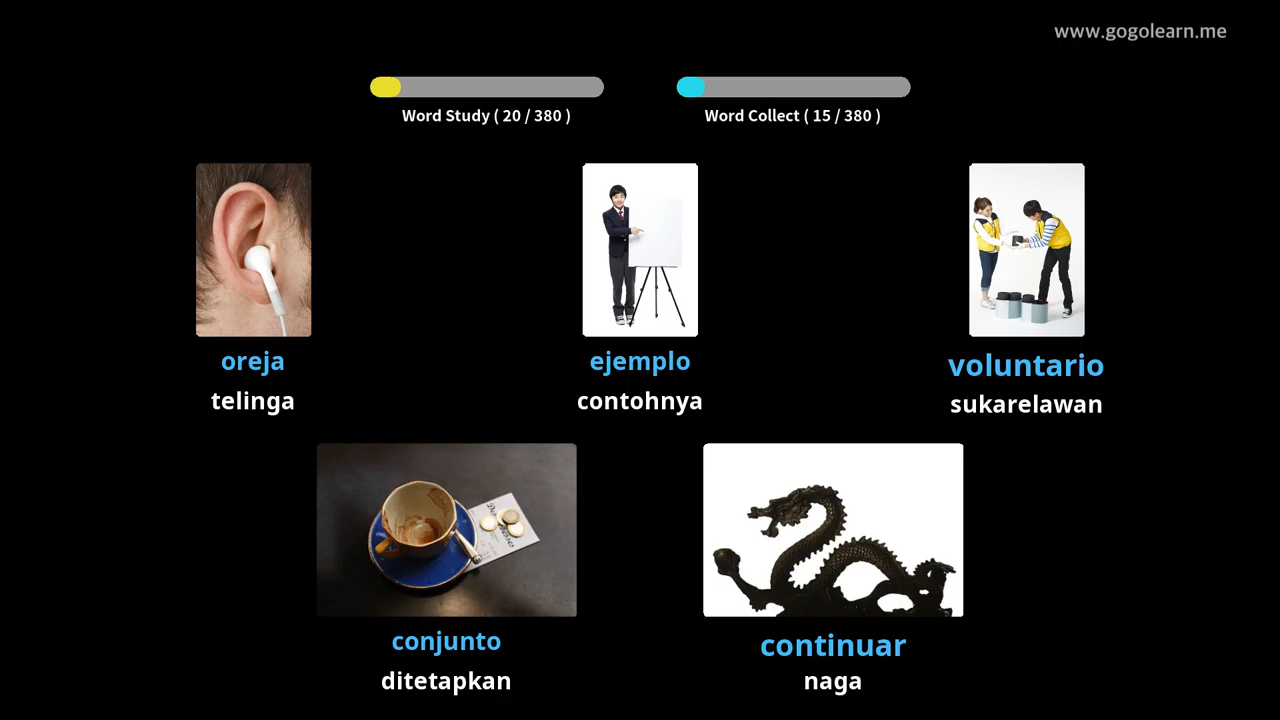 www.gogolearn.me
Word Study ( 20 / 380 )
Word Collect ( 15 / 380 )
oreja
telinga
ejemplo
contohnya
voluntario
sukarelawan
conjunto
ditetapkan
continuar
naga